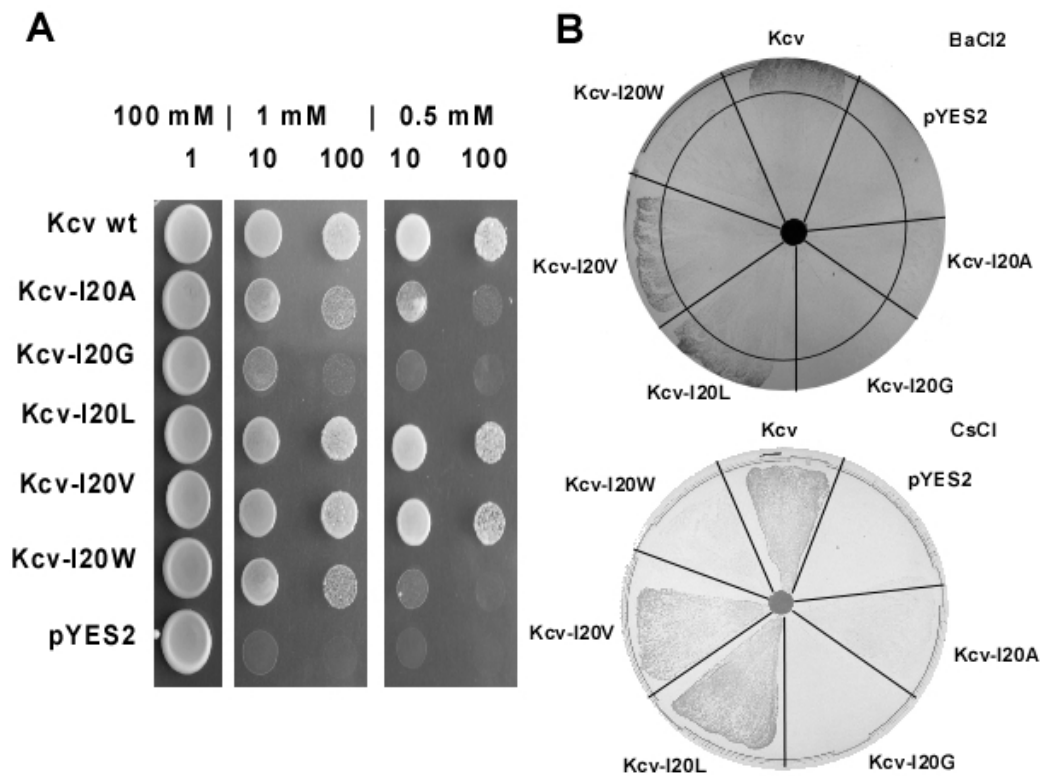 A
100 mM | 1 mM | 0.5 mM
1 10 100 10 100
Kcv wt
Kcv-I20A
Kcv-I20G
Kcv-I20L
Kcv-I20V
Kcv-I20W
pYES2
B
Kcv BaCl2
Kcv-I20W
pYES2
Kcv-I20V Kcv-I20A
Kcv-I20L Kcv-I20G
Kcv CsCl
Kcv-I20W pYES2
Kcv-I20V Kcv-I20A
Kcv-I20L Kcv-I20G